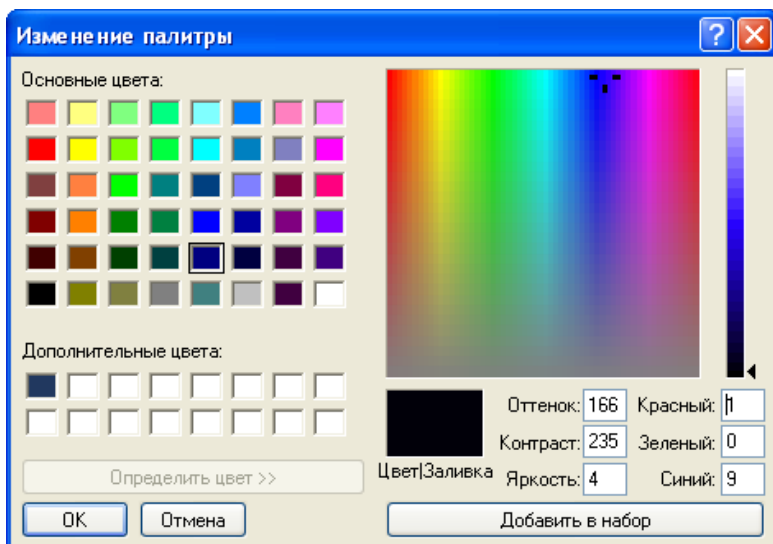 Изменение палитры
Основные цвета:
Дополнительные цвета:
Определить цвет >>
OK
Отмена
Цвет|Заливка
Оттенок: 166
Красный: 1
Контраст: 235
Зеленый: 0
Яркость: 4
Синий: 9
Добавить в набор